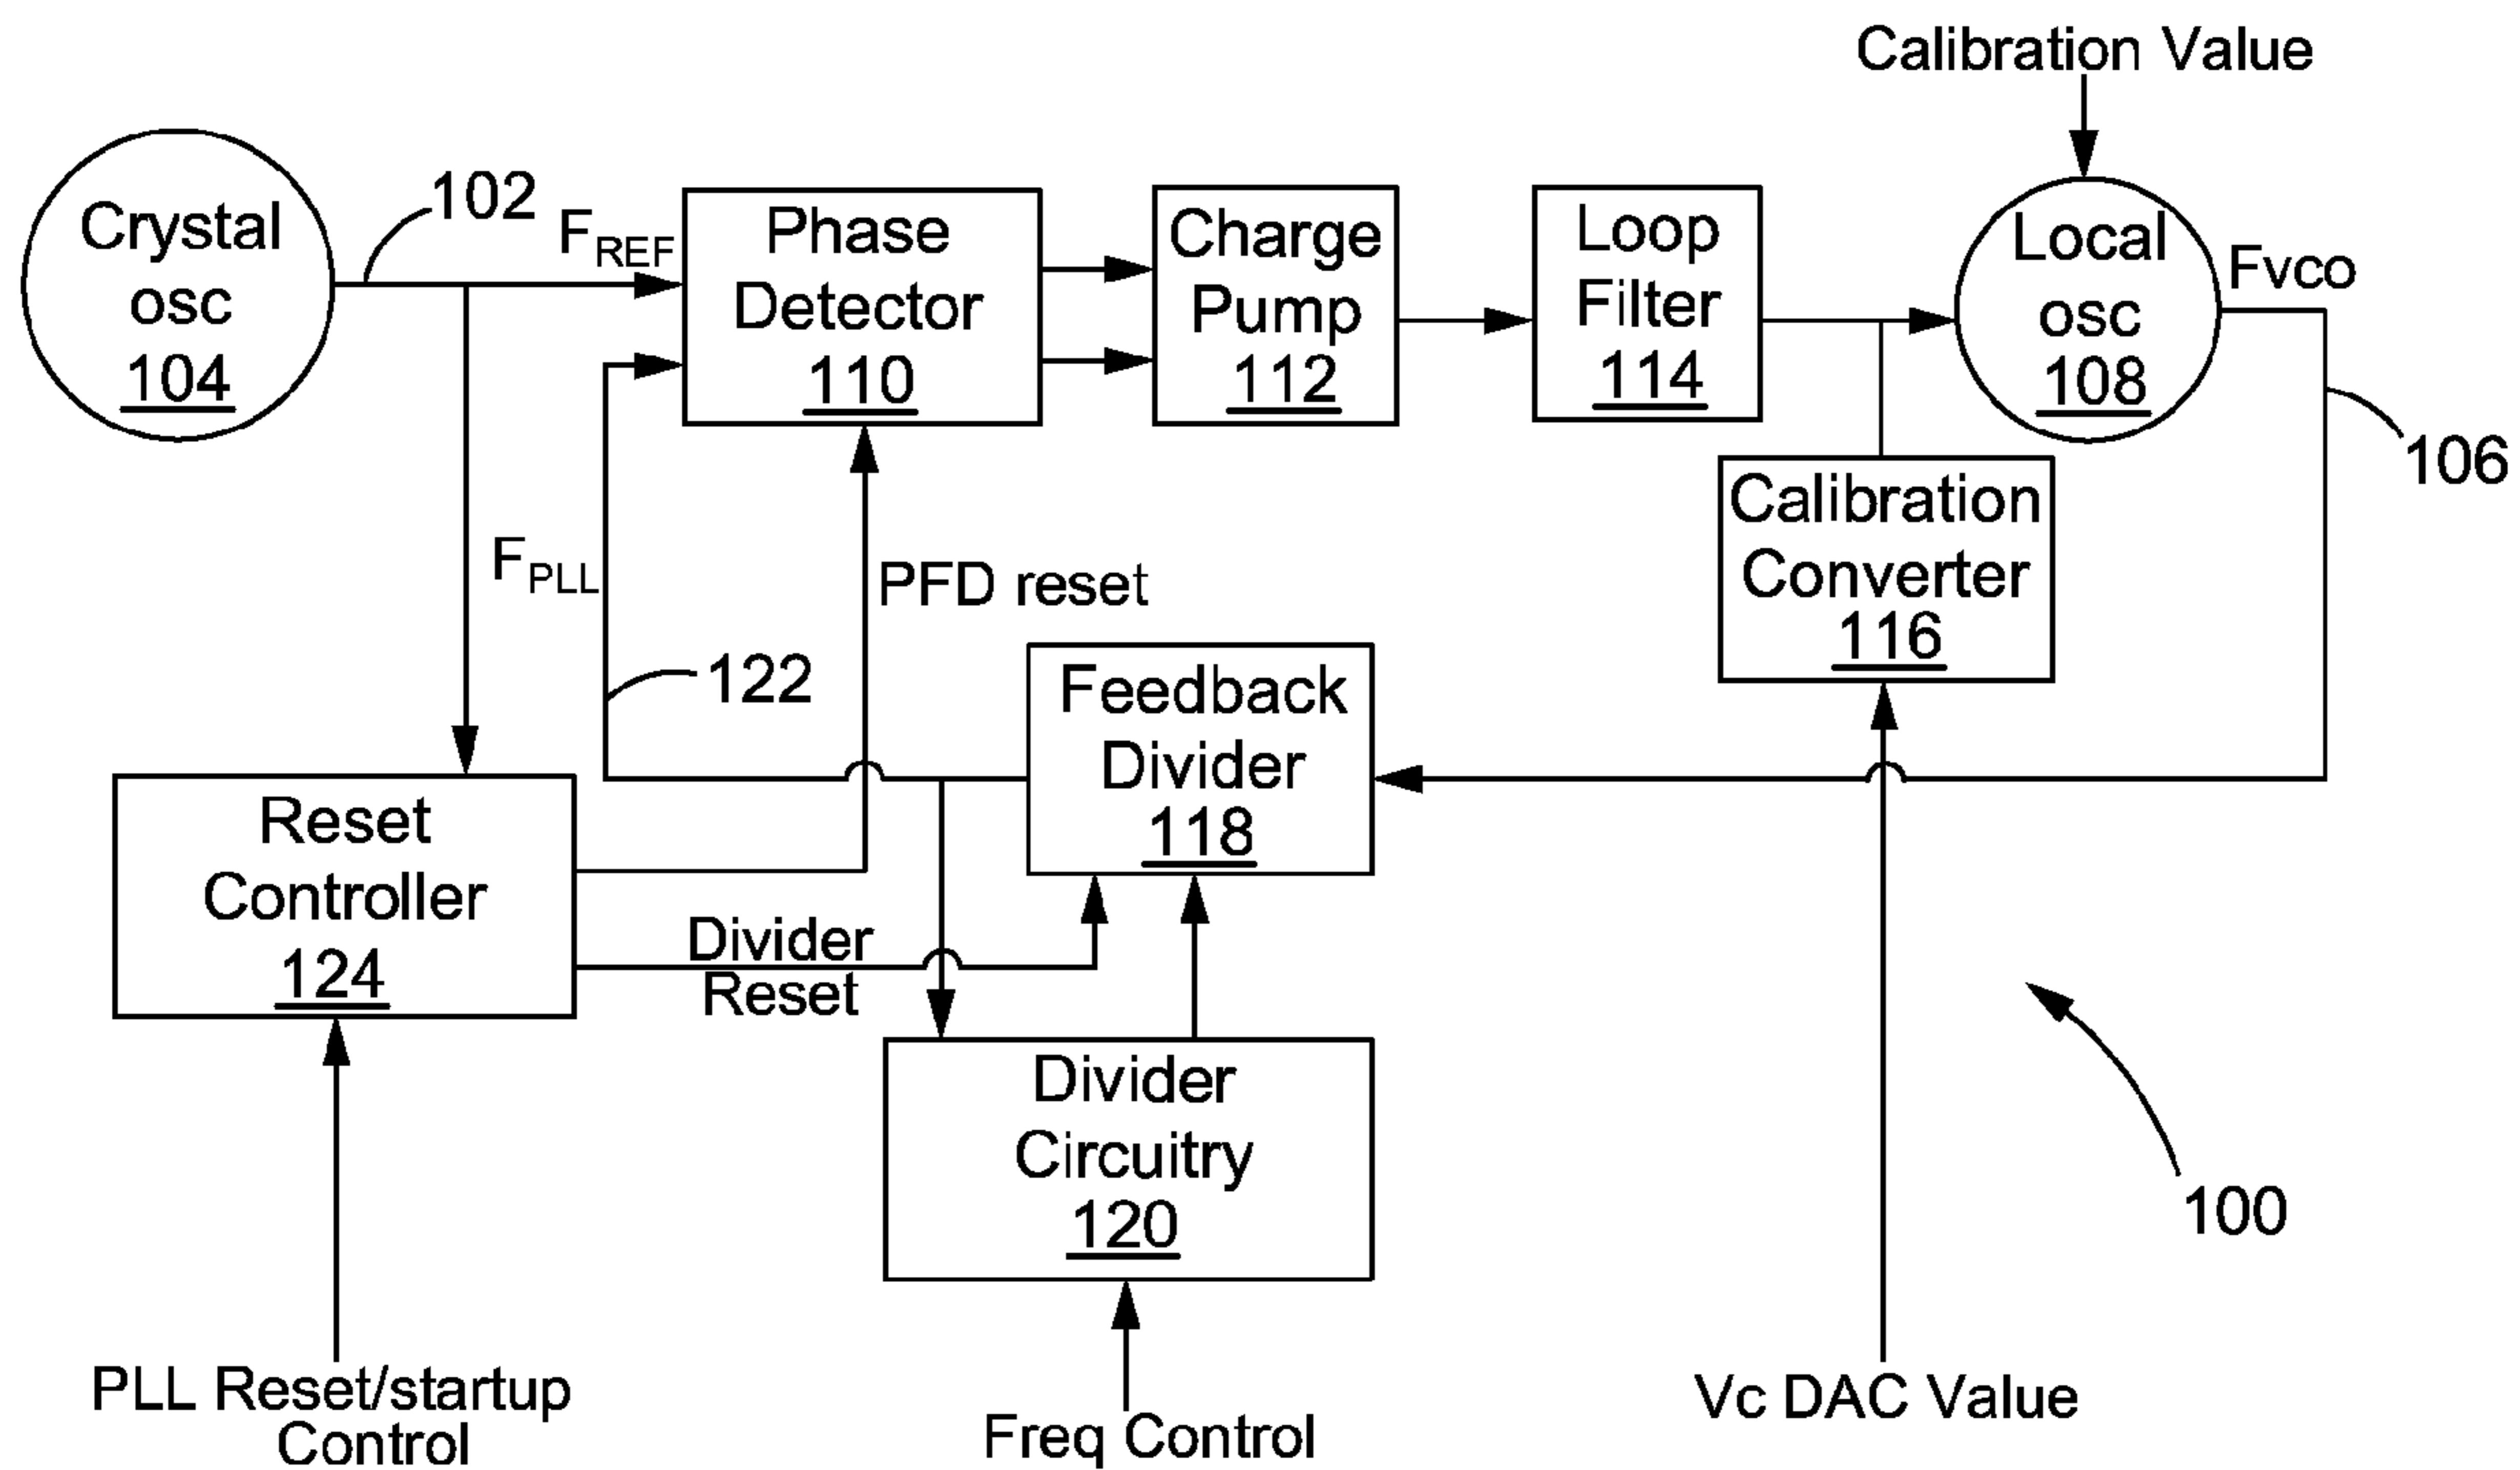 Calibration Value
Crystal
osc
104
102
F_REF
Phase
Detector
110
Charge
Pump
112
Loop
Filter
114
Local
osc
108
Fvco
106
Calibration
Converter
116
F_PLL
PFD reset
122
Feedback
Divider
118
Reset
Controller
124
Divider
Reset
Divider
Circuitry
120
100
PLL Reset/startup
Control
Freq Control
Vc DAC Value